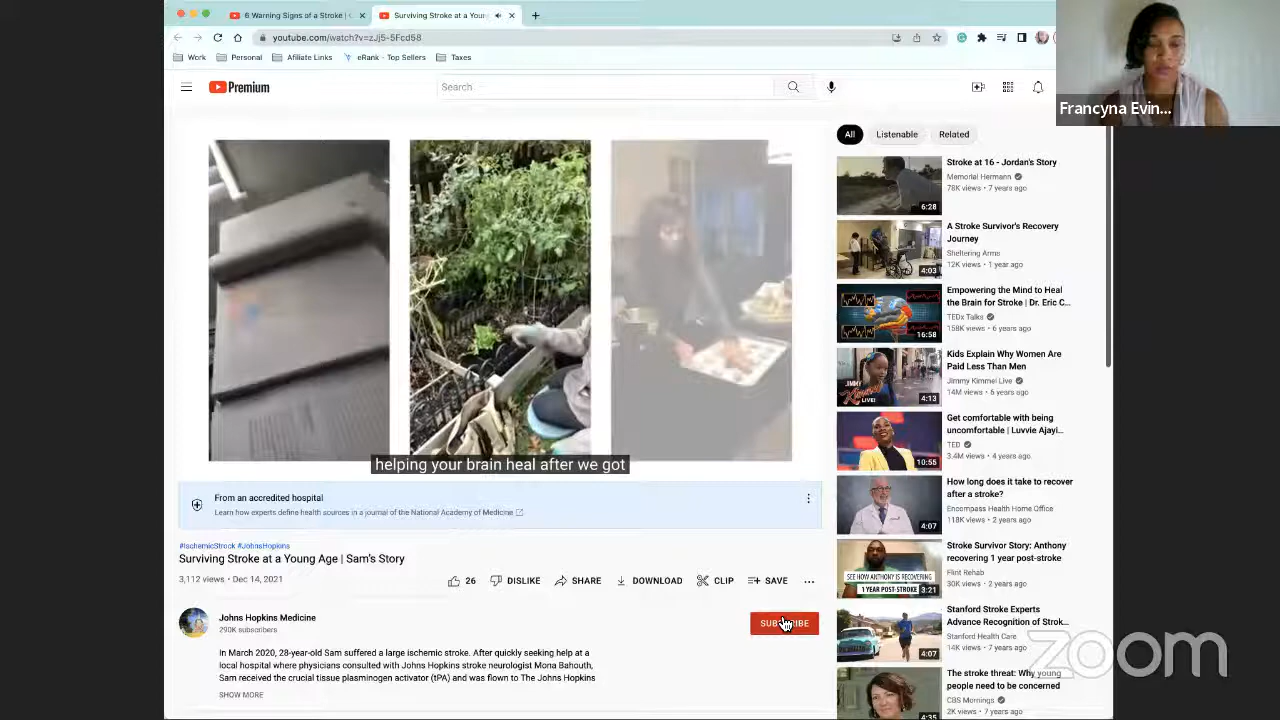 6 Warning Signs of a Stroke | C
Surviving Stroke at a Your
youtube.com/watch?v=zJj5-5Fcd58
Work
Personal
Affiliate Links
eRank - Top Sellers
Taxes
Premium
Search
Francyna Evin...
All
Listenable
Related
Stroke at 16 - Jordan's Story
Memorial Hermann
78K views • 7 years ago
6:28
A Stroke Survivor's Recovery
Journey
Sheltering Arms
12K views • 1 year ago
4:03
Empowering the Mind to Heal
the Brain for Stroke | Dr. Eric C...
TEDx Talks
158K views • 6 years ago
16:58
Kids Explain Why Women Are
Paid Less Than Men
Jimmy Kimmel Live
14M views • 6 years ago
JIMMY
LIVE!
4:13
Get comfortable with being
uncomfortable | Luvvie Ajayi...
TED
3.4M views • 4 years ago
10:55
How long does it take to recover
after a stroke?
Encompass Health Home Office
118K views • 2 years ago
4:07
Stroke Survivor Story: Anthony
recovering 1 year post-stroke
Flint Rehab
30K views • 2 years ago
SEE HOW ANTHONY IS RECOVERING
1 YEAR POST-STROKE
3:21
Stanford Stroke Experts
Advance Recognition of Strok...
Stanford Health Care
14K views • 7 years ago
4:07
The stroke threat: Why young
people need to be concerned
CBS Mornings
2K views • 7 years ago
4:35
helping your brain heal after we got
From an accredited hospital
Learn how experts define health sources in a journal of the National Academy of Medicine
#IschemicStrock #JohnsHopkins
Surviving Stroke at a Young Age | Sam's Story
3,112 views • Dec 14, 2021
26
DISLIKE
SHARE
DOWNLOAD
CLIP
SAVE
Johns Hopkins Medicine
290K subscribers
SUBSCRIBE
In March 2020, 28-year-old Sam suffered a large ischemic stroke. After quickly seeking help at a
local hospital where physicians consulted with Johns Hopkins stroke neurologist Mona Bahouth,
Sam received the crucial tissue plasminogen activator (tPA) and was flown to The Johns Hopkins
SHOW MORE
zoom